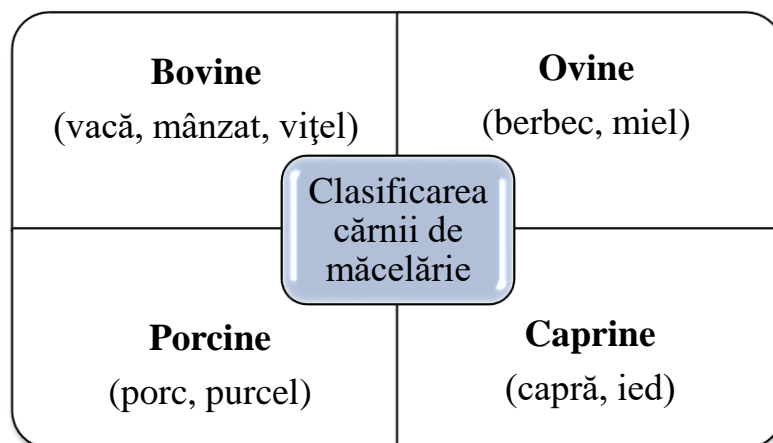 Bovine
(vacă, mânzat, viţel)
Ovine
(berbec, miel)
Clasificarea
cărnii de
măcelărie
Porcine
(porc, purcel)
Caprine
(capră, ied)